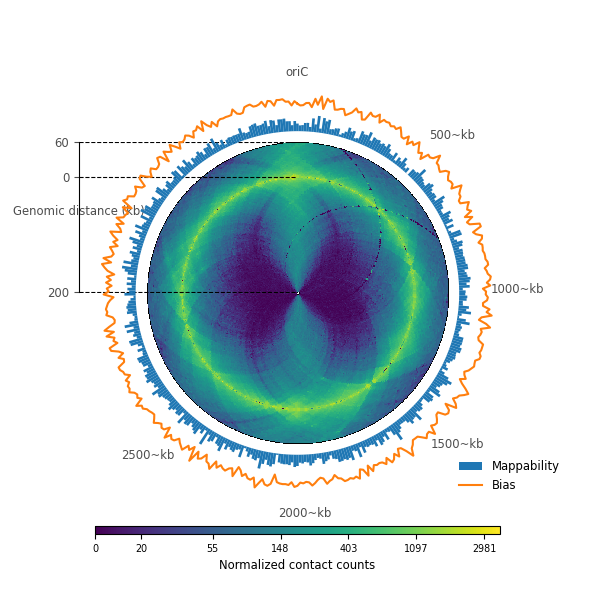 oriC
500~kb
60
0
Genomic distance (kb)
200
1000~kb
1500~kb
2500~kb
Mappability
Bias
2000~kb
0 20 55 148 403 1097 2981
Normalized contact counts